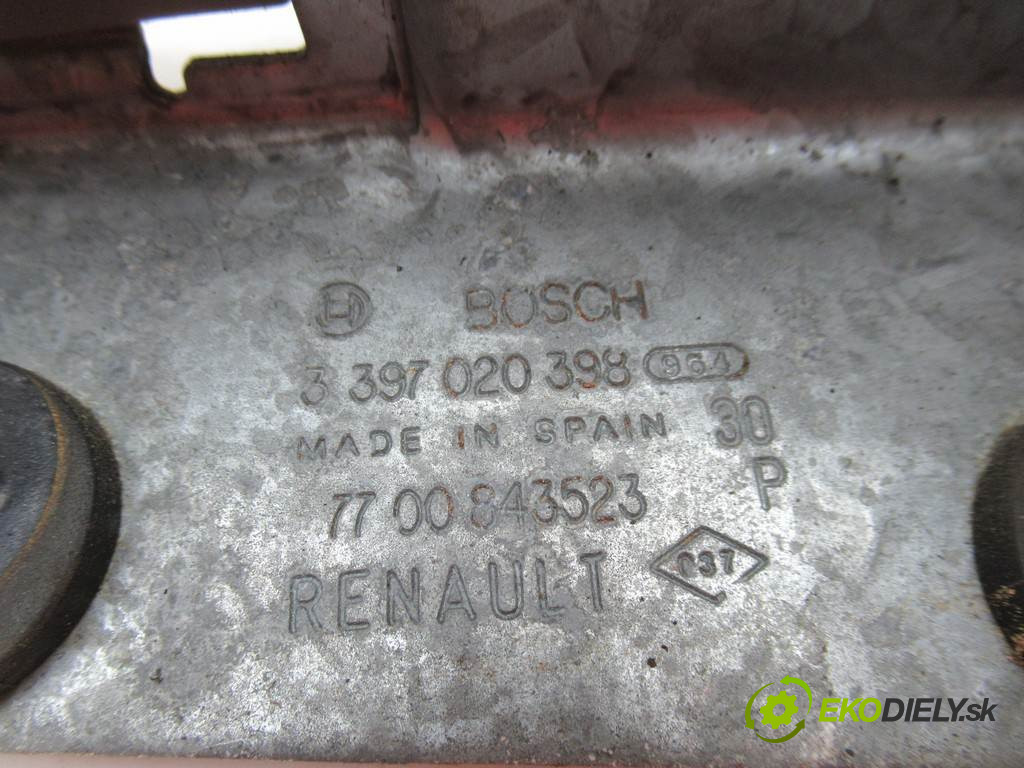 BOSCH
3 397 020 398 964
MADE IN SPAIN 30
77 00 843523 P
RENAULT 037
EKODIELY.sk